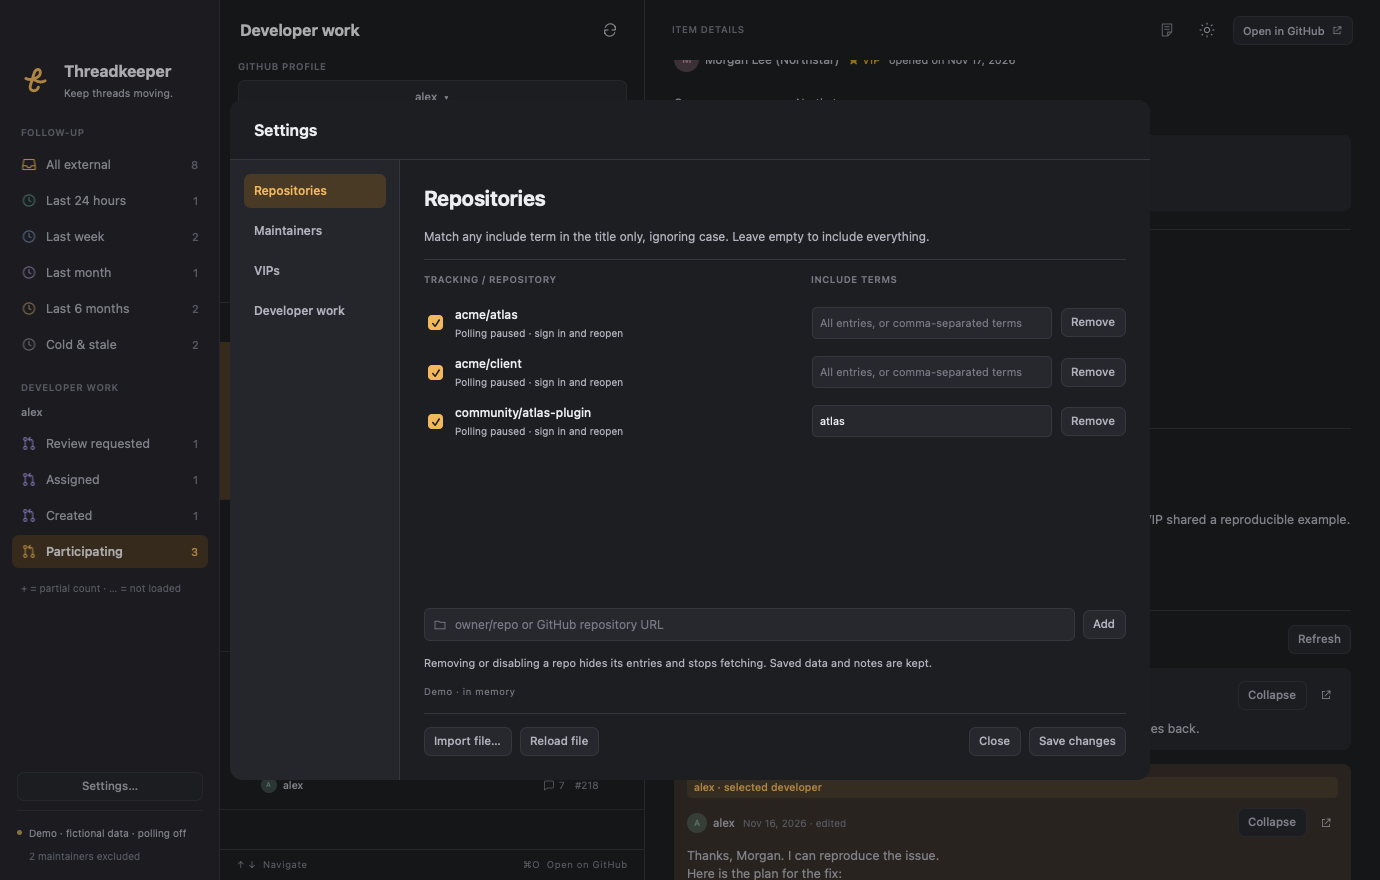 Threadkeeper
Keep threads moving.
FOLLOW-UP
All external 8
Last 24 hours 1
Last week 2
Last month 1
Last 6 months 2
Cold & stale 2
DEVELOPER WORK
alex
Review requested 1
Assigned 1
Created 1
Participating 3
+ = partial count · ... = not loaded
Settings...
Demo · fictional data · polling off
2 maintainers excluded
Developer work
GITHUB PROFILE
alex
ITEM DETAILS
Open in GitHub
Morgan Lee (Northstar) ★ VIP opened on Nov 17, 2026
Settings
Repositories
Maintainers
VIPs
Developer work
Repositories
Match any include term in the title only, ignoring case. Leave empty to include everything.
TRACKING / REPOSITORY INCLUDE TERMS
acme/atlas
Polling paused · sign in and reopen
All entries, or comma-separated terms
Remove
acme/client
Polling paused · sign in and reopen
All entries, or comma-separated terms
Remove
community/atlas-plugin
Polling paused · sign in and reopen
atlas
Remove
owner/repo or GitHub repository URL
Add
Removing or disabling a repo hides its entries and stops fetching. Saved data and notes are kept.
Demo · in memory
Import file...
Reload file
Close
Save changes
VIP shared a reproducible example.
Refresh
Collapse
es back.
A alex 7 #218
↑ ↓ Navigate ⌘O Open on GitHub
alex · selected developer
A alex Nov 16, 2026 · edited
Collapse
Thanks, Morgan. I can reproduce the issue.
Here is the plan for the fix: